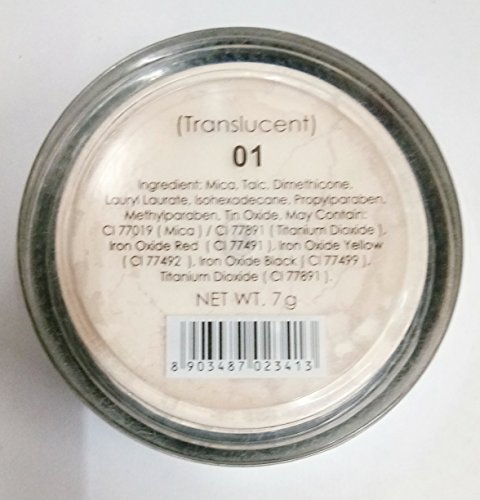 (Translucent)
01
Ingredient: Mica, Talc, Dimethicone,
Lauryl Laurate, Isohexadecane, Propylparaben,
Methylparaben, Tin Oxide, May Contain:
CI 77019 ( Mica ) / CI 77891 ( Titanium Dioxide ),
Iron Oxide Red ( CI 77491 ), Iron Oxide Yellow
( CI 77492 ), Iron Oxide Black ( CI 77499 ),
Titanium Dioxide ( CI 77891 ).
NET WT. 7 g
8 903487 023413